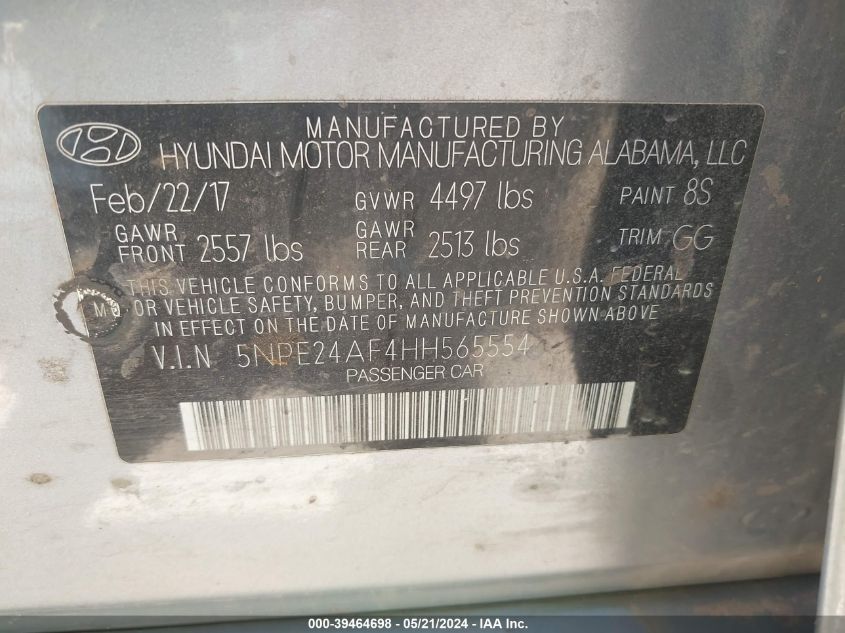 MANUFACTURED BY
HYUNDAI MOTOR MANUFACTURING ALABAMA, LLC
Feb/22/17 GVWR 4497 lbs PAINT 8S
GAWR FRONT 2557 lbs GAWR REAR 2513 lbs TRIM GG
THIS VEHICLE CONFORMS TO ALL APPLICABLE U.S.A. FEDERAL
M OR VEHICLE SAFETY, BUMPER, AND THEFT PREVENTION STANDARDS
IN EFFECT ON THE DATE OF MANUFACTURE SHOWN ABOVE
V.I.N 5NPE24AF4HH565554
PASSENGER CAR
000-39464698 - 05/21/2024 - IAA Inc.